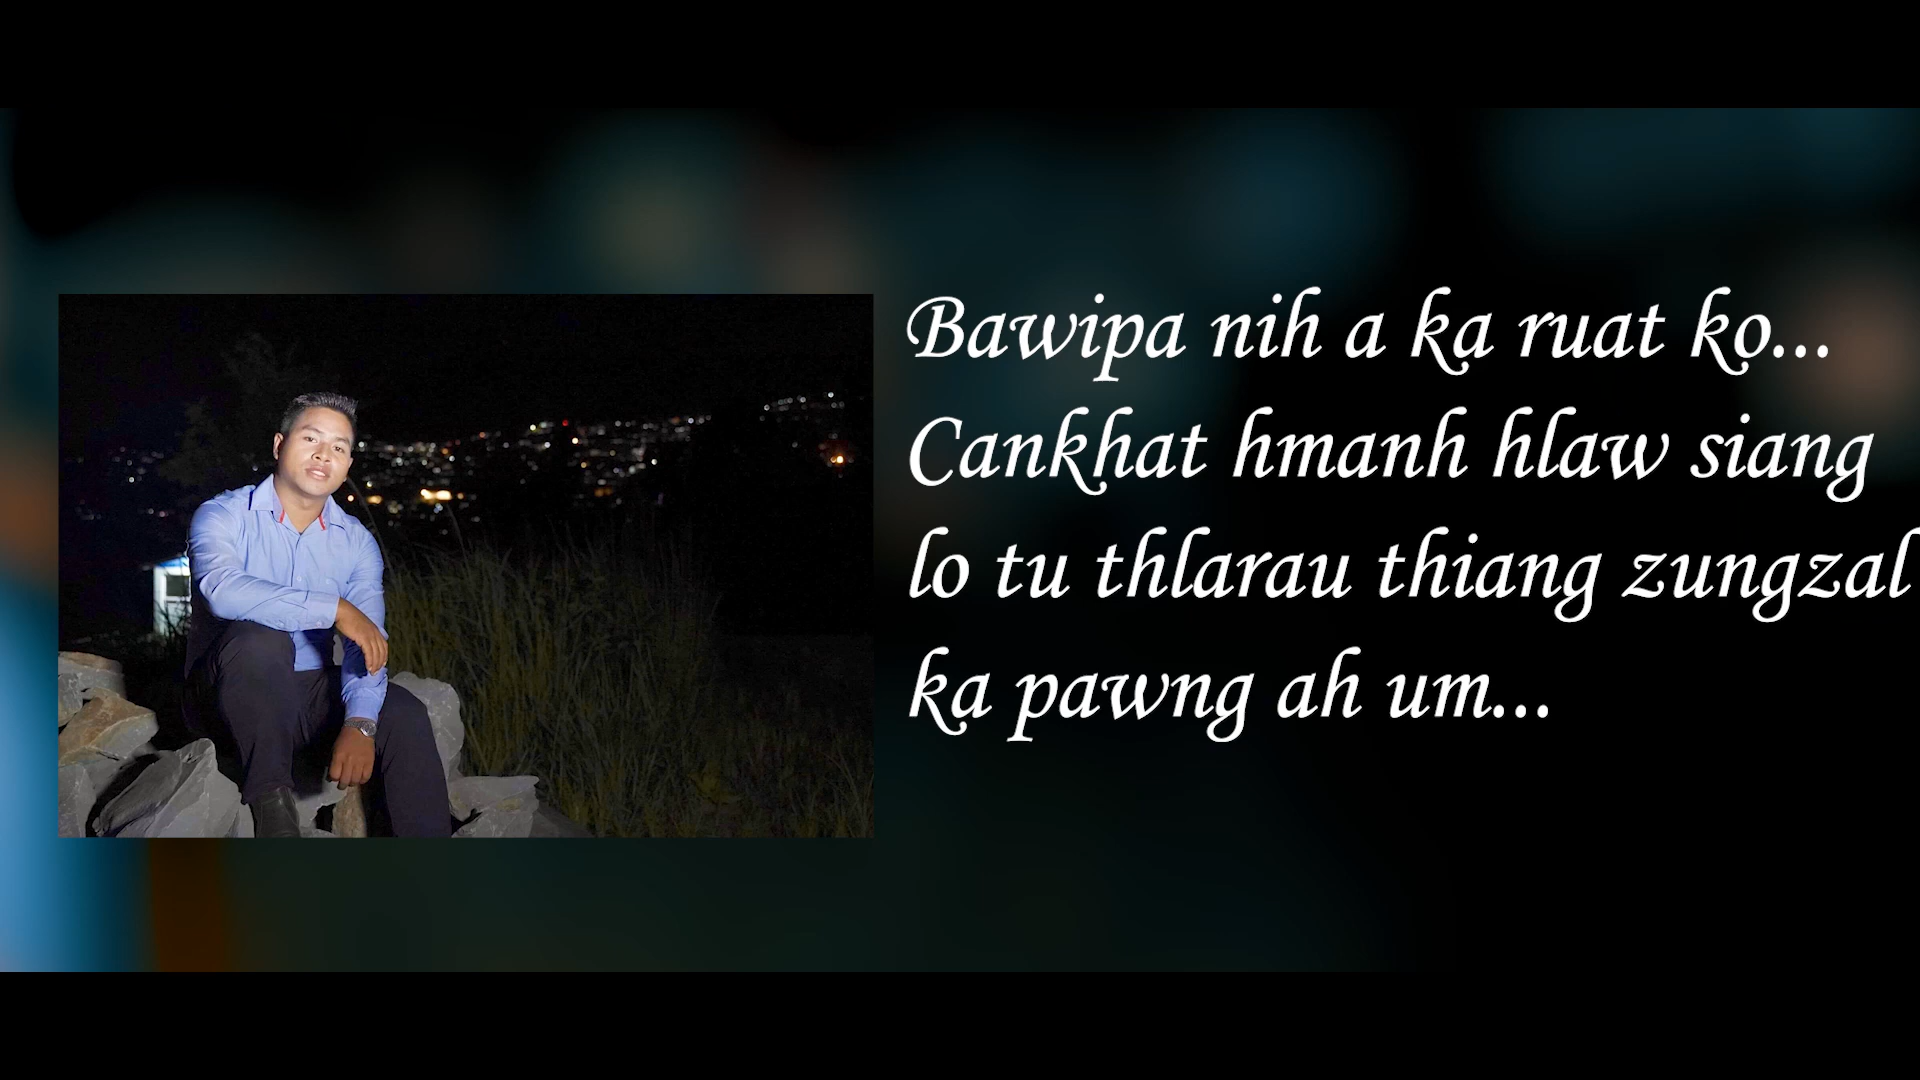 Bawipa nih a ka ruat ko...
Cankhat hmanh hlaw siang
lo tu thlarau thiang zungzal
ka pawng ah um...